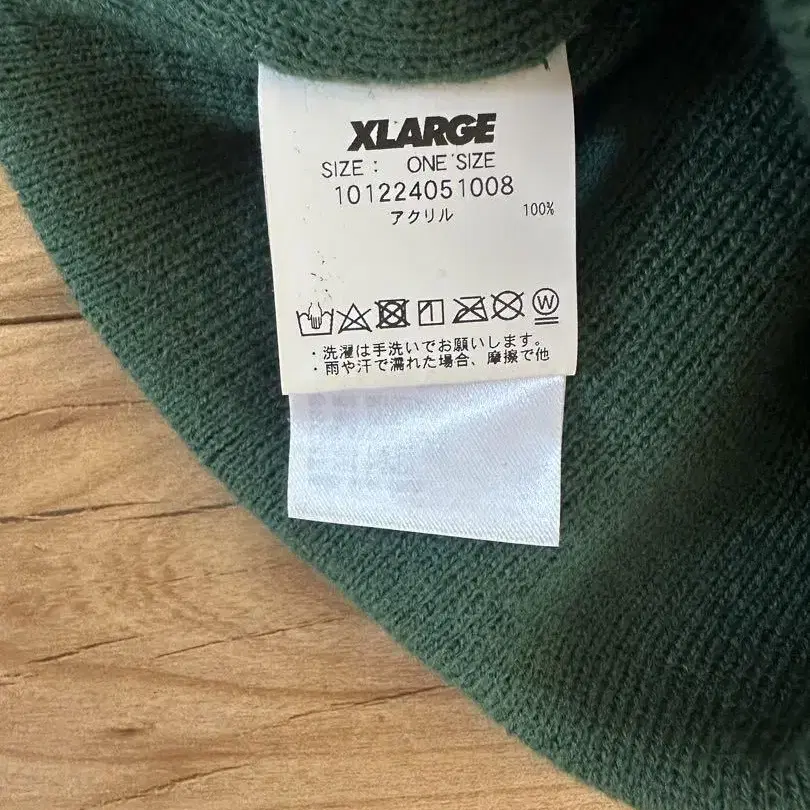 XLARGE
SIZE : ONE SIZE
101224051008
アクリル 100%
W
・洗濯は手洗いでお願いします。
・雨や汗で濡れた場合、摩擦で他